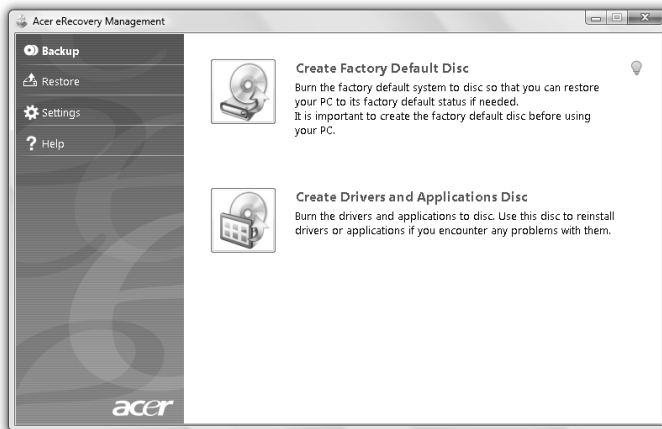 Acer eRecovery Management
Backup
Restore
Settings
Help
Create Factory Default Disc
Burn the factory default system to disc so that you can restore
your PC to its factory default status if needed.
It is important to create the factory default disc before using
your PC.
Create Drivers and Applications Disc
Burn the drivers and applications to disc. Use this disc to reinstall
drivers or applications if you encounter any problems with them.
acer